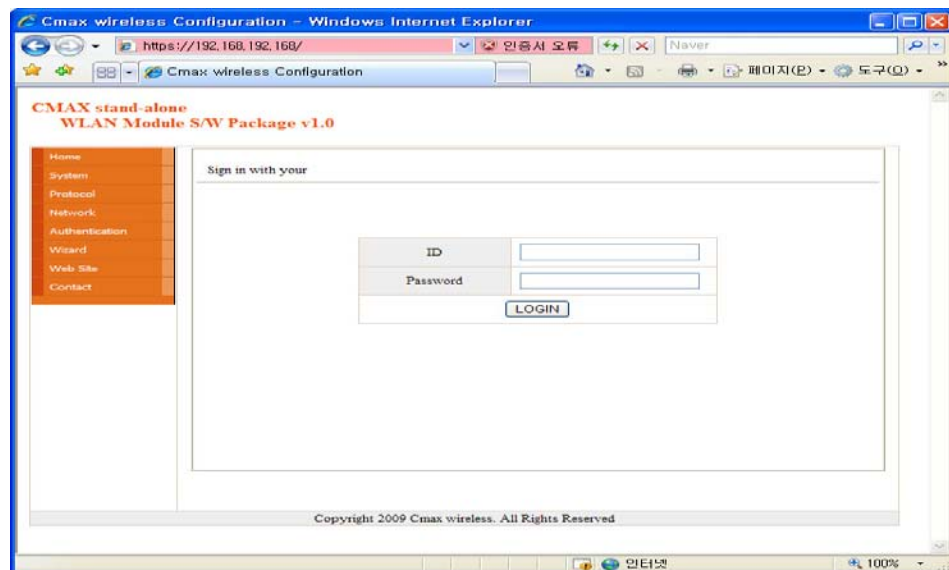 Cmax wireless Configuration - Windows Internet Explorer
https://192,168,192,168/ 인증서 오류 Naver
Cmax wireless Configuration 페이지(P) 도구(O) »
CMAX stand-alone
WLAN Module S/W Package v1.0
Home
System
Protocol
Network
Authentication
Wizard
Web Site
Contact
Sign in with your
ID
Password
LOGIN
Copyright 2009 Cmax wireless. All Rights Reserved
인터넷 100%